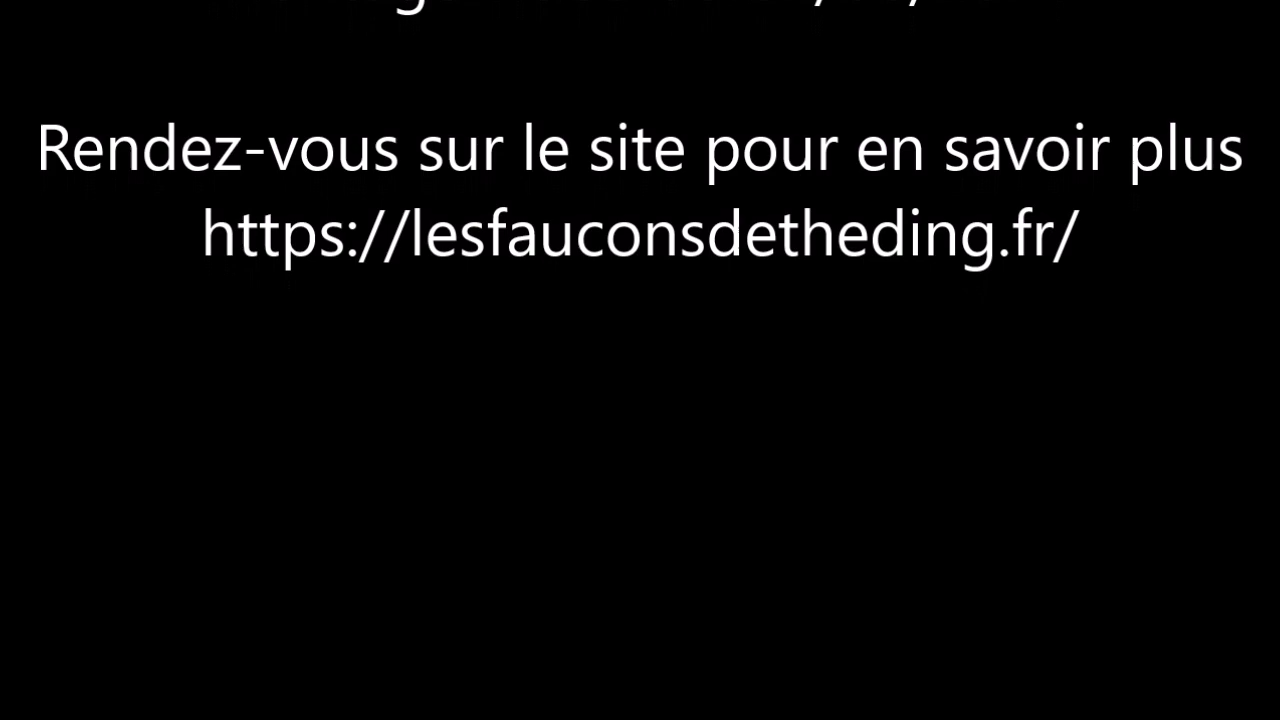 Rendez-vous sur le site pour en savoir plus
https://lesfauconsdetheding.fr/